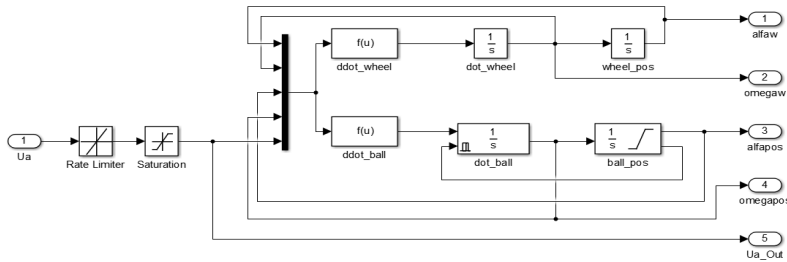 1
alfaw
f(u)
ddot_wheel
1
s
dot_wheel
1
s
wheel_pos
2
omegaw
1
Ua
Rate Limiter
Saturation
f(u)
ddot_ball
1
s
dot_ball
1
s
ball_pos
3
alfapos
4
omegapos
5
Ua_Out